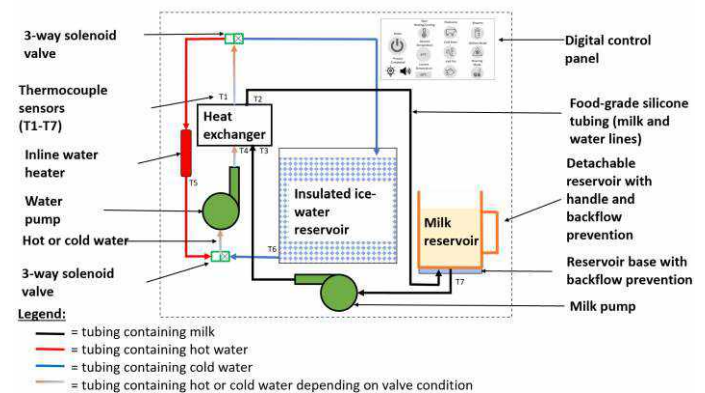 3-way solenoid
valve
Thermocouple
sensors
(T1-T7)
Inline water
heater
Water
pump
Hot or cold water
3-way solenoid
valve
T1
T2
Heat
exchanger
T4
T3
T5
T6
Insulated ice-
water
reservoir
Milk
reservoir
T7
Digital control
panel
Food-grade silicone
tubing (milk and
water lines)
Detachable
reservoir with
handle and
backflow
prevention
Reservoir base with
backflow prevention
Milk pump
Legend:
= tubing containing milk
= tubing containing hot water
= tubing containing cold water
= tubing containing hot or cold water depending on valve condition